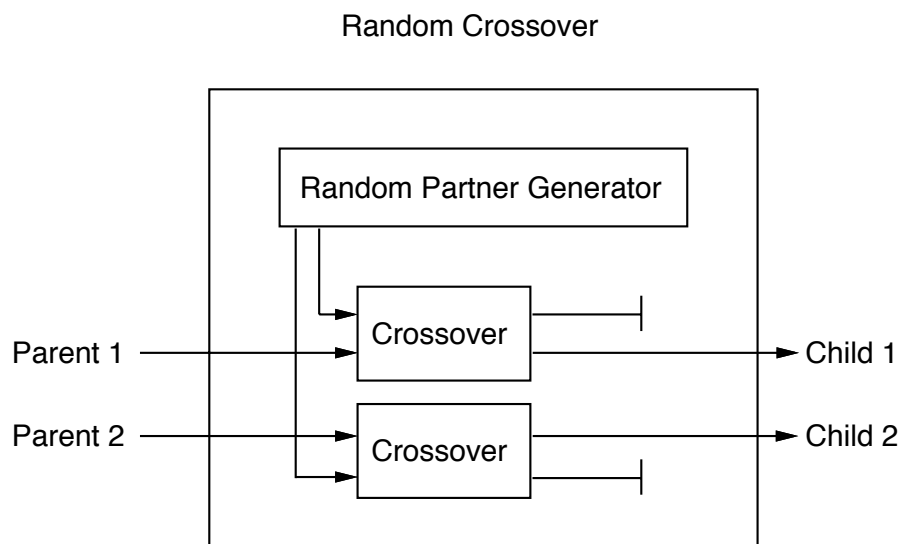 Random Crossover
Random Partner Generator
Crossover
Parent 1
Child 1
Parent 2
Child 2
Crossover